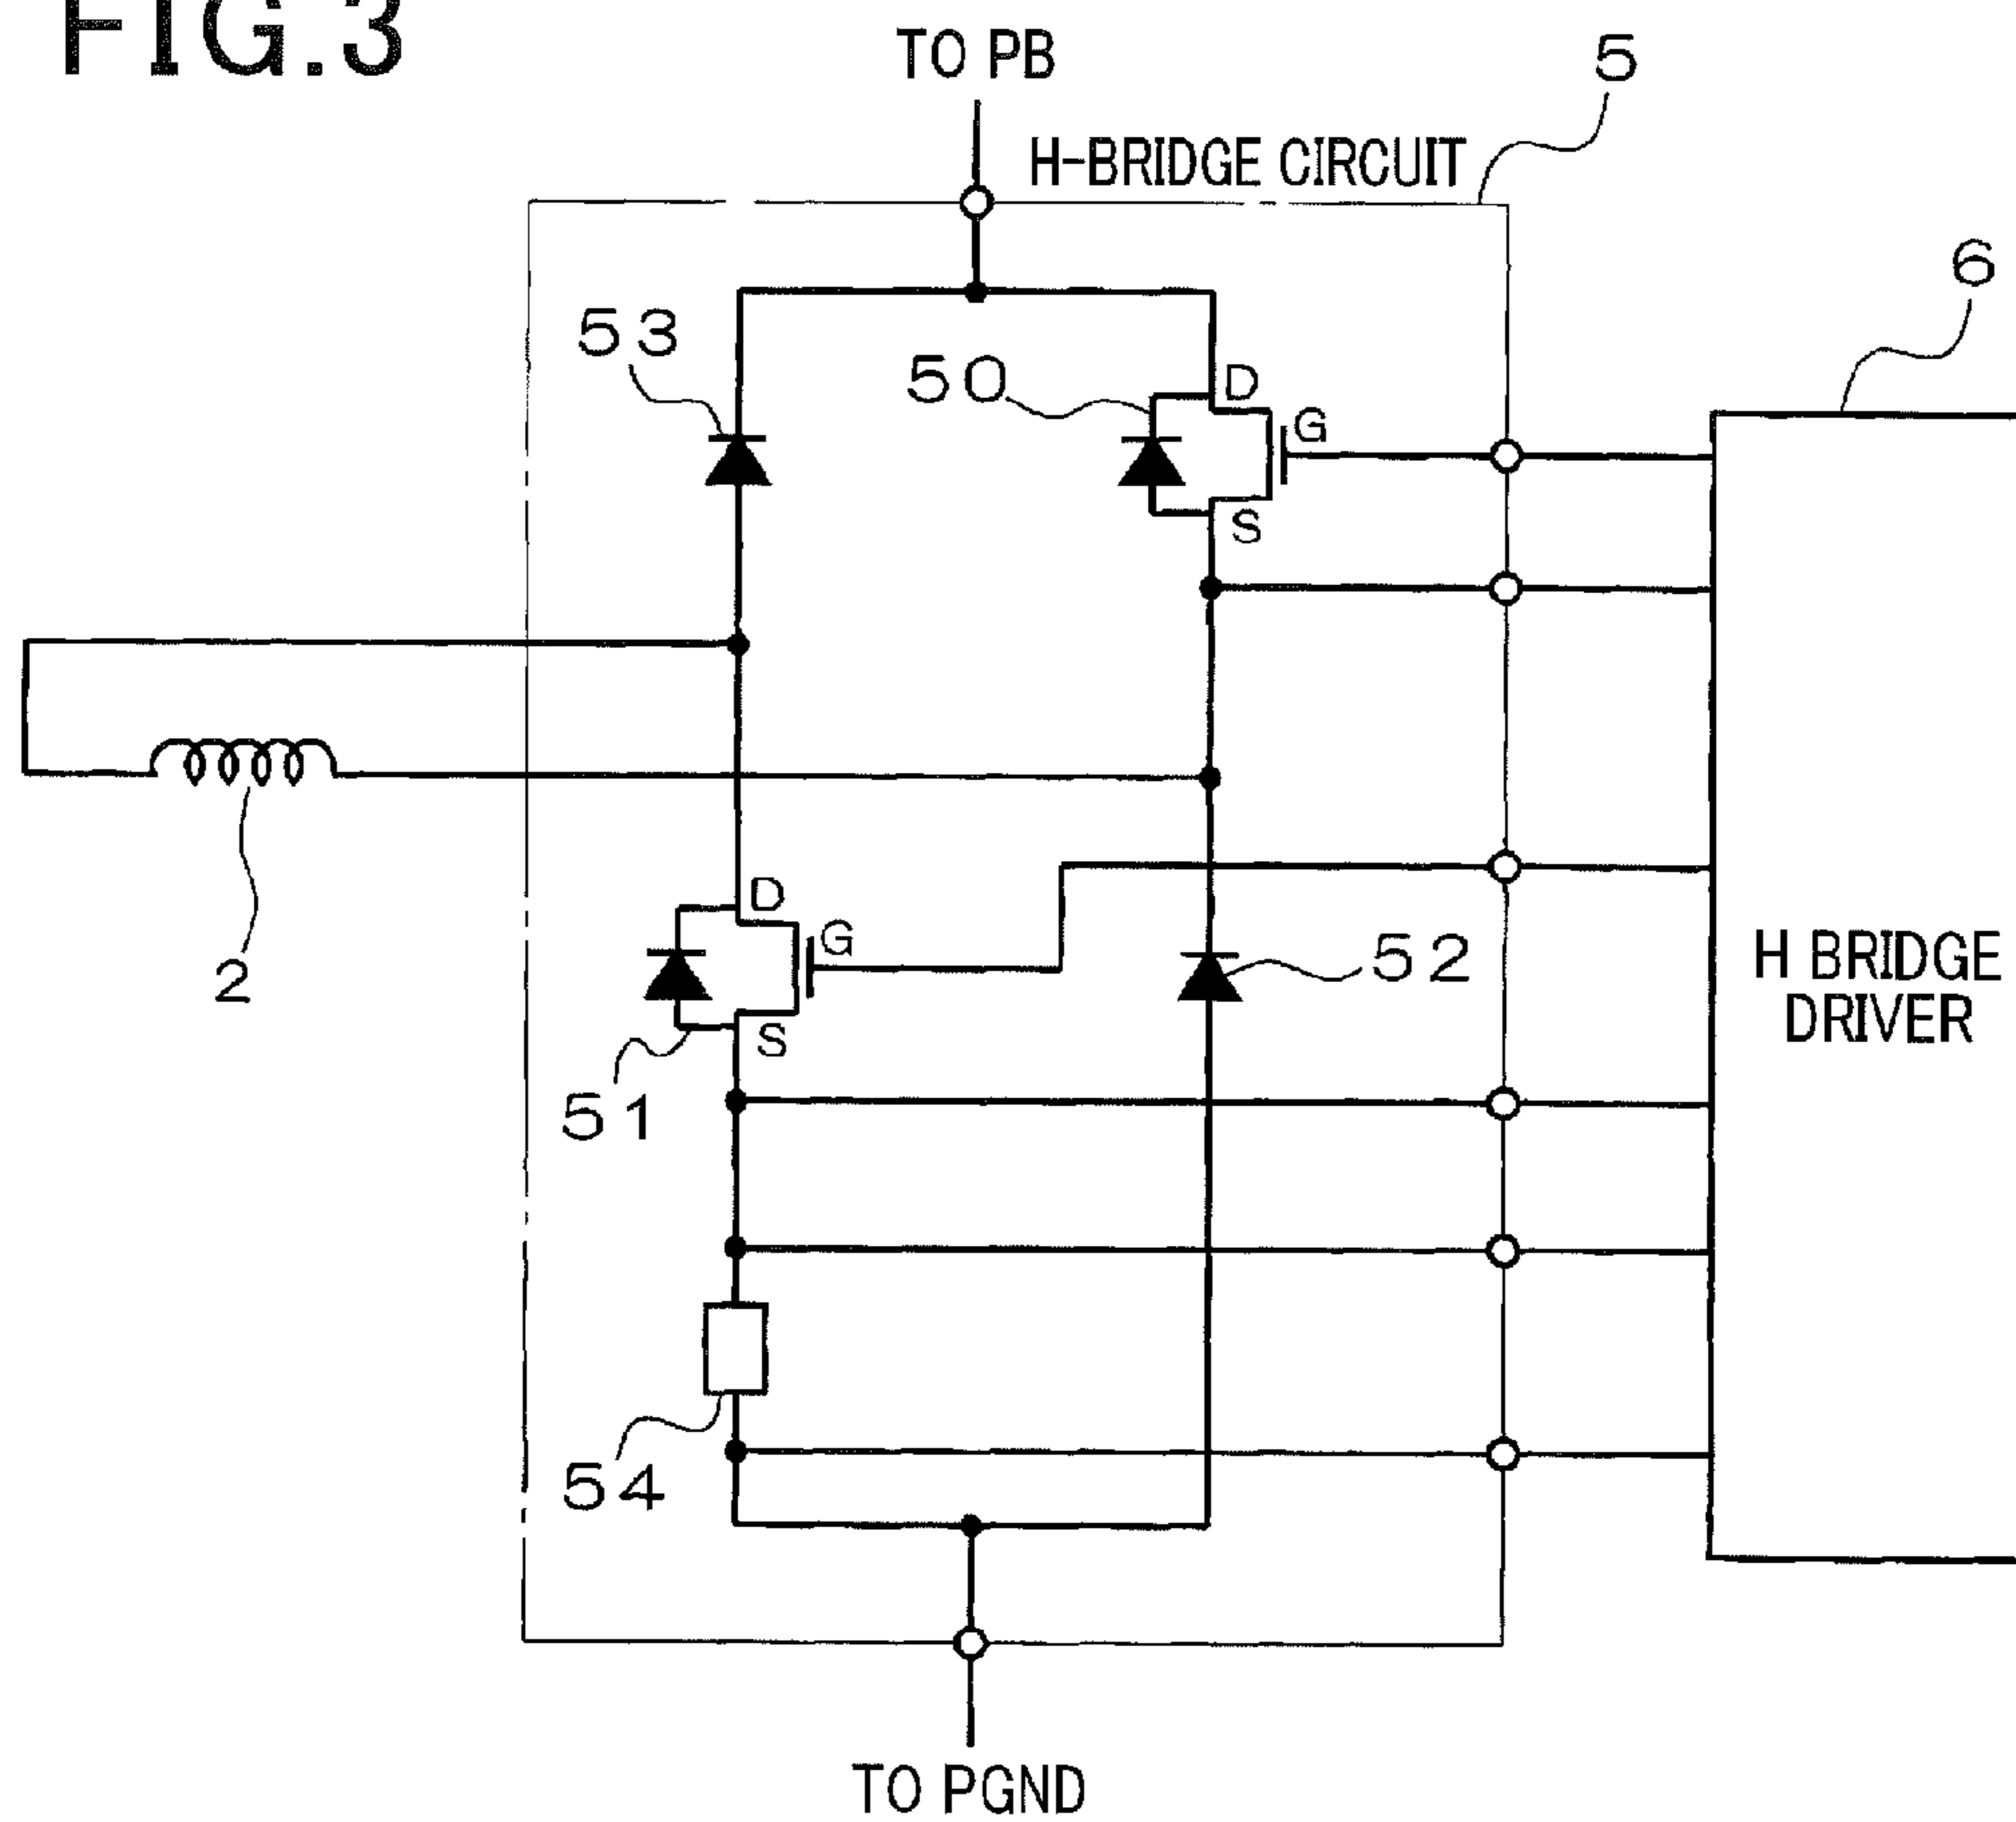 FIG.3
TO PB
5
H-BRIDGE CIRCUIT
6
53
50
D
G
S
2
D
G
S
52
H BRIDGE
DRIVER
51
54
TO PGND